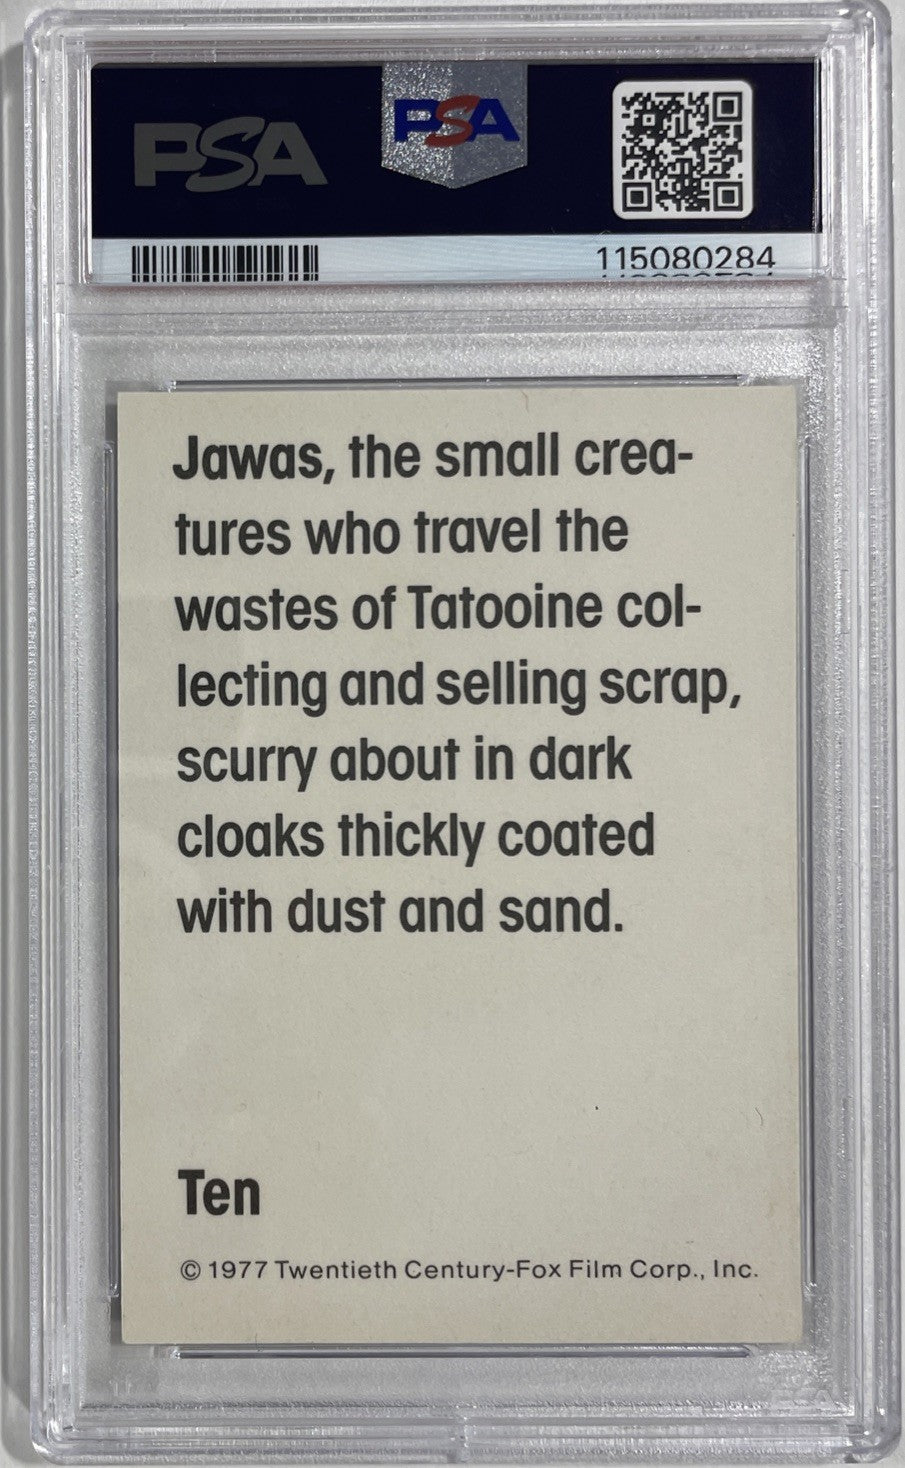 PSA
PSA
115080284
Jawas, the small crea-
tures who travel the
wastes of Tatooine col-
lecting and selling scrap,
scurry about in dark
cloaks thickly coated
with dust and sand.
Ten
© 1977 Twentieth Century-Fox Film Corp., Inc.
PSA